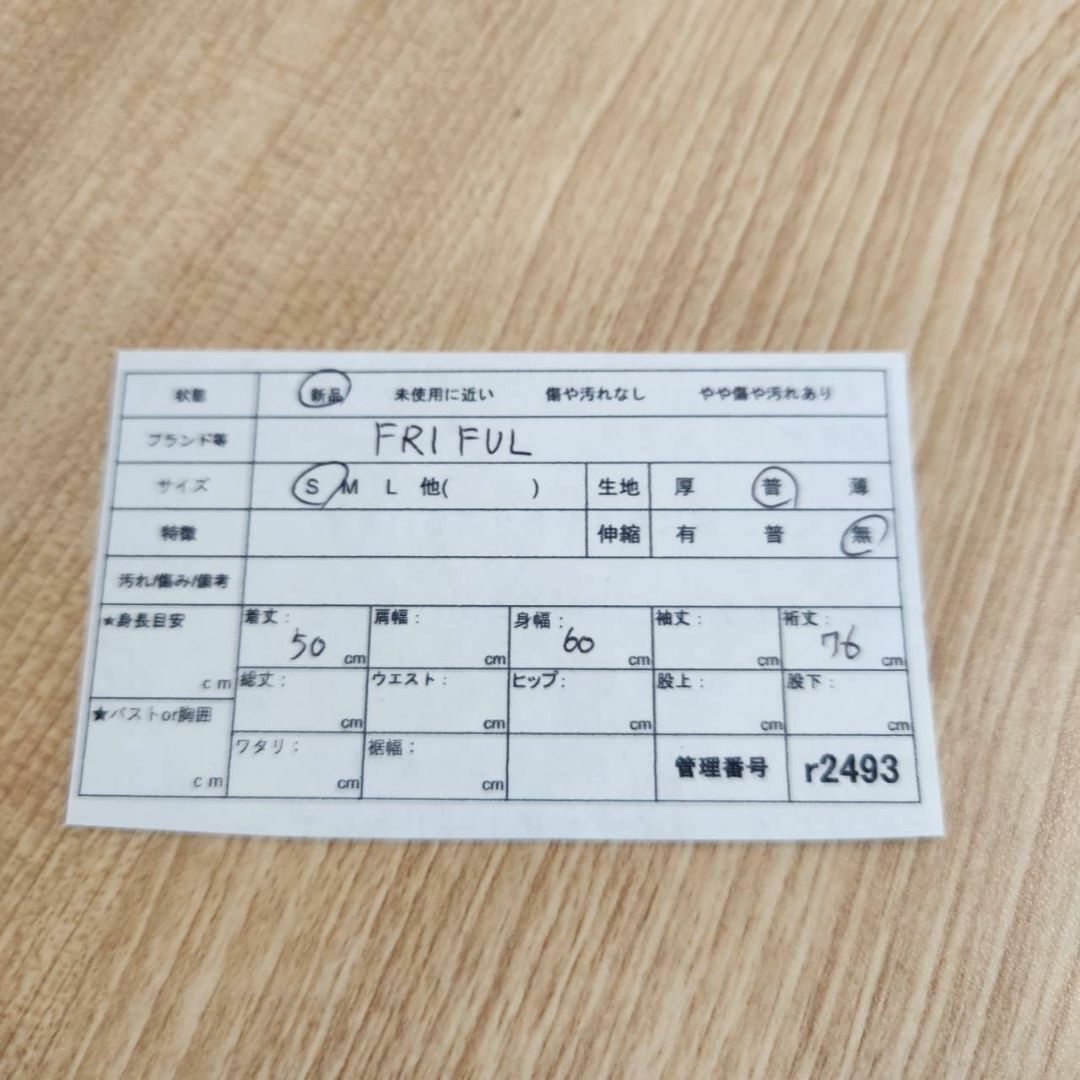 状態 新品 未使用に近い 傷や汚れなし やや傷や汚れあり
ブランド等 FRIFUL
サイズ S M L 他( ) 生地 厚 普 薄
特徴 伸縮 有 普 無
汚れ/傷み/備考
★身長目安 cm
着丈: 50 cm 肩幅: cm 身幅: 60 cm 袖丈: cm 裄丈: 76 cm
総丈: cm ウエスト: cm ヒップ: cm 股上: cm 股下: cm
★バストor胸囲 cm
ワタリ: cm 裾幅: cm 管理番号 r2493